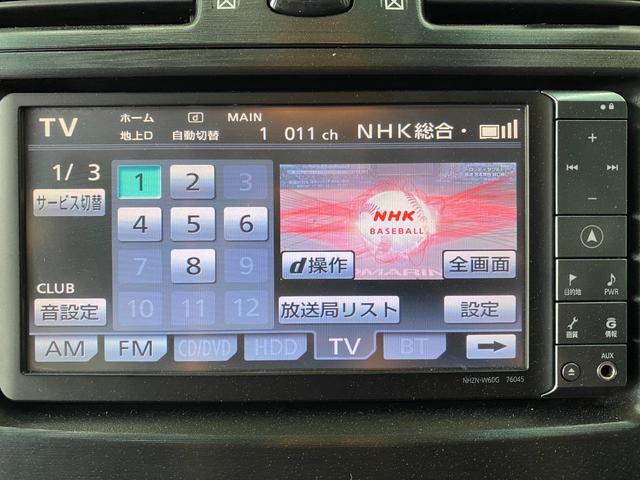 TV
ホーム
地上D
d
自動切替
MAIN
1 011 ch NHK総合・
1/ 3
サービス切替
1 2 3
4 5 6
7 8 9
10 11 12
NHK
BASEBALL
d操作
全画面
CLUB
音設定
放送局リスト
設定
AM FM CD/DVD HDD TV BT
NHZN-W60G 76045
+
−
目的地
PWR
画質
G
情報
AUX